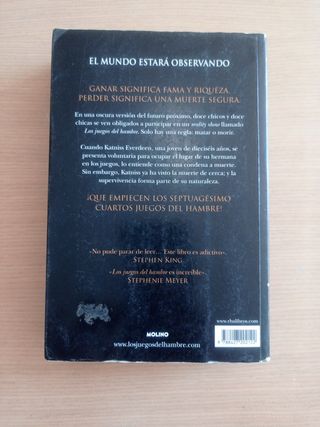 EL MUNDO ESTARÁ OBSERVANDO
GANAR SIGNIFICA FAMA Y RIQUEZA.
PERDER SIGNIFICA UNA MUERTE SEGURA.
En una oscura versión del futuro próximo, doce chicos y doce
chicas se ven obligados a participar en un reality show llamado
Los juegos del hambre. Solo hay una regla: matar o morir.
Cuando Katniss Everdeen, una joven de dieciséis años, se
presenta voluntaria para ocupar el lugar de su hermana
en los juegos, lo entiende como una condena a muerte.
Sin embargo, Katniss ya ha visto la muerte de cerca; y la
supervivencia forma parte de su naturaleza.
¡QUE EMPIECEN LOS SEPTUAGÉSIMO
CUARTOS JUEGOS DEL HAMBRE!
«No pude parar de leer... Este libro es adictivo».
STEPHEN KING
«Los juegos del hambre es increíble».
STEPHENIE MEYER
MOLINO
www.losjuegosdelhambre.com
www.rbalibros.com